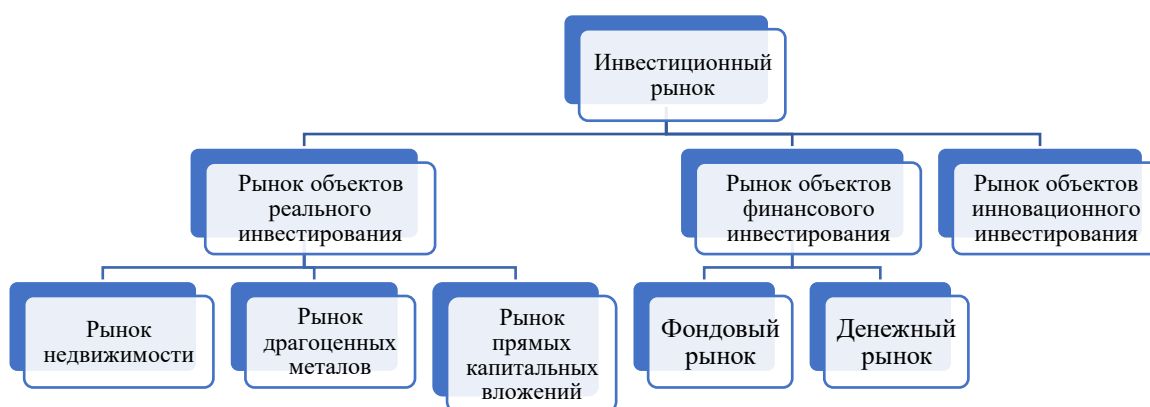 Инвестиционный
рынок
Рынок объектов
реального
инвестирования
Рынок объектов
финансового
инвестирования
Рынок объектов
инновационного
инвестирования
Рынок
недвижимости
Рынок
драгоценных
металов
Рынок
прямых
капитальных
вложений
Фондовый
рынок
Денежный
рынок